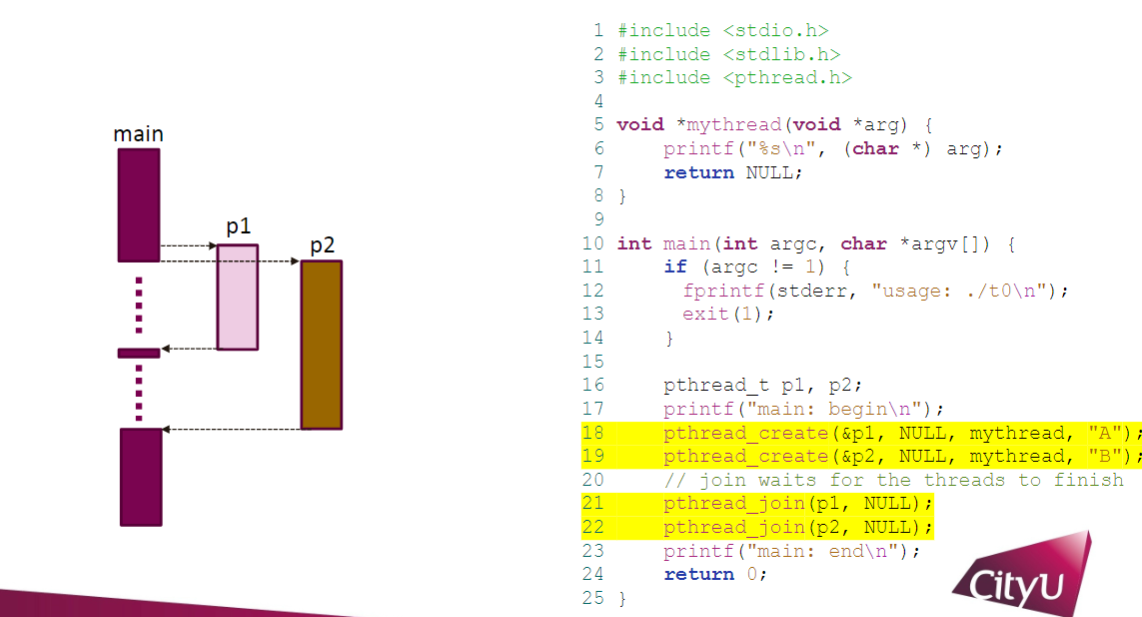 main
p1
p2
1 #include <stdio.h>
2 #include <stdlib.h>
3 #include <pthread.h>
4
5 void *mythread(void *arg) {
6     printf("%s\n", (char *) arg);
7     return NULL;
8 }
9
10 int main(int argc, char *argv[]) {
11     if (argc != 1) {
12       fprintf(stderr, "usage: ./t0\n");
13       exit(1);
14     }
15
16     pthread_t p1, p2;
17     printf("main: begin\n");
18     pthread_create(&p1, NULL, mythread, "A");
19     pthread_create(&p2, NULL, mythread, "B");
20     // join waits for the threads to finish
21     pthread_join(p1, NULL);
22     pthread_join(p2, NULL);
23     printf("main: end\n");
24     return 0;
25 }
CityU